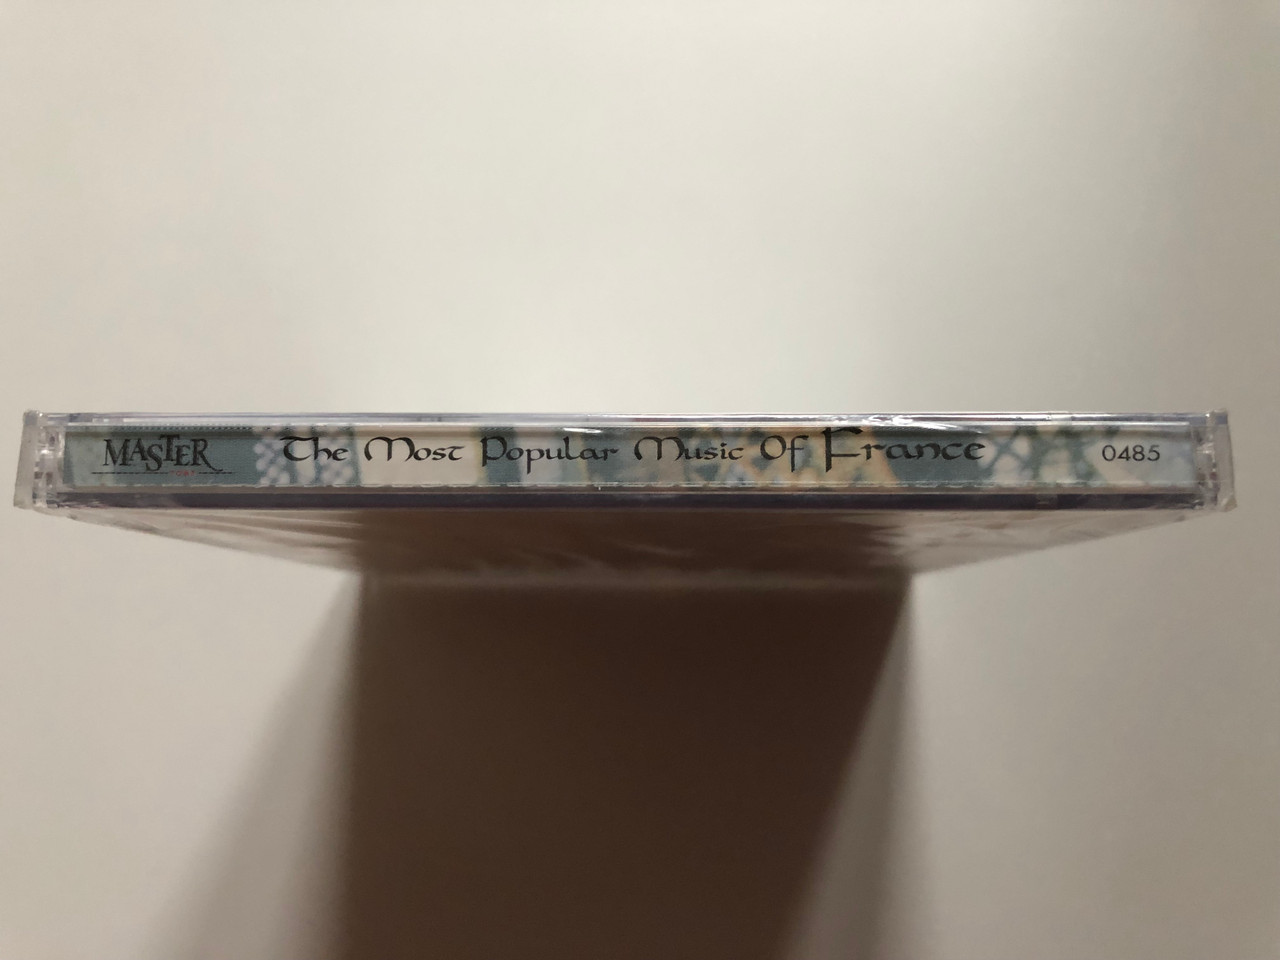 MASTER
The Most Popular Music Of France
0485